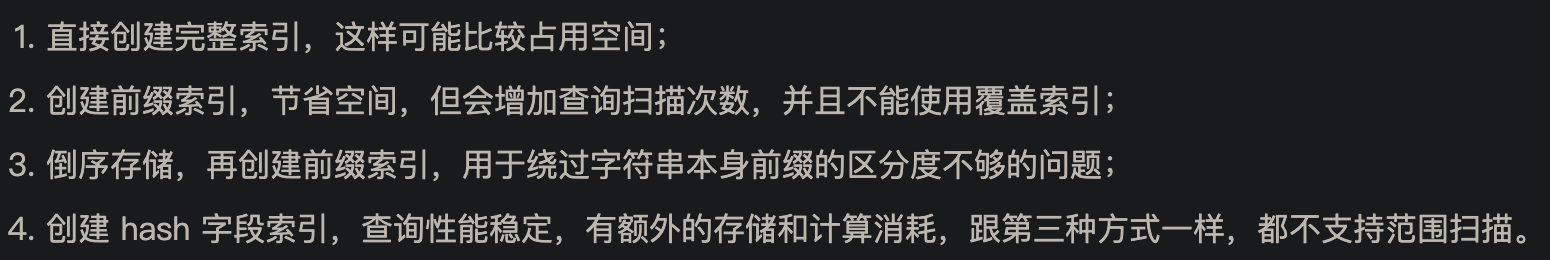 1. 直接创建完整索引，这样可能比较占用空间；
2. 创建前缀索引，节省空间，但会增加查询扫描次数，并且不能使用覆盖索引；
3. 倒序存储，再创建前缀索引，用于绕过字符串本身前缀的区分度不够的问题；
4. 创建 hash 字段索引，查询性能稳定，有额外的存储和计算消耗，跟第三种方式一样，都不支持范围扫描。